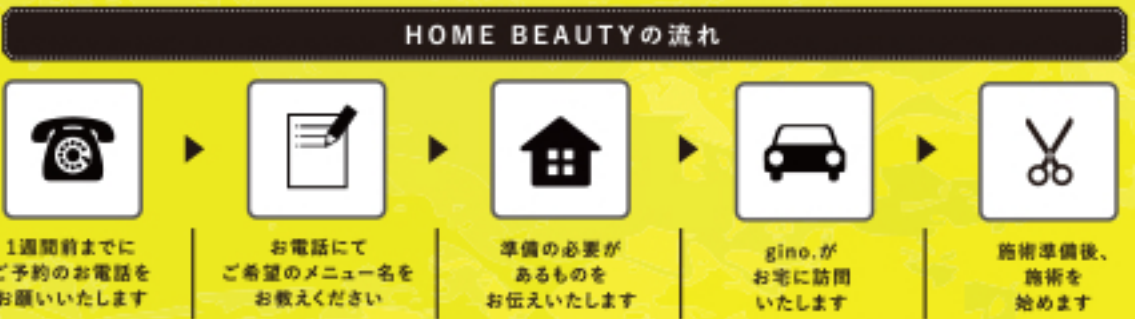 HOME BEAUTYの流れ
1週間前までに
ご予約のお電話を
お願いいたします
お電話にて
ご希望のメニュー名を
お教えください
準備の必要が
あるものを
お伝えいたします
gino.が
お宅に訪問
いたします
施術準備後、
施術を
始めます